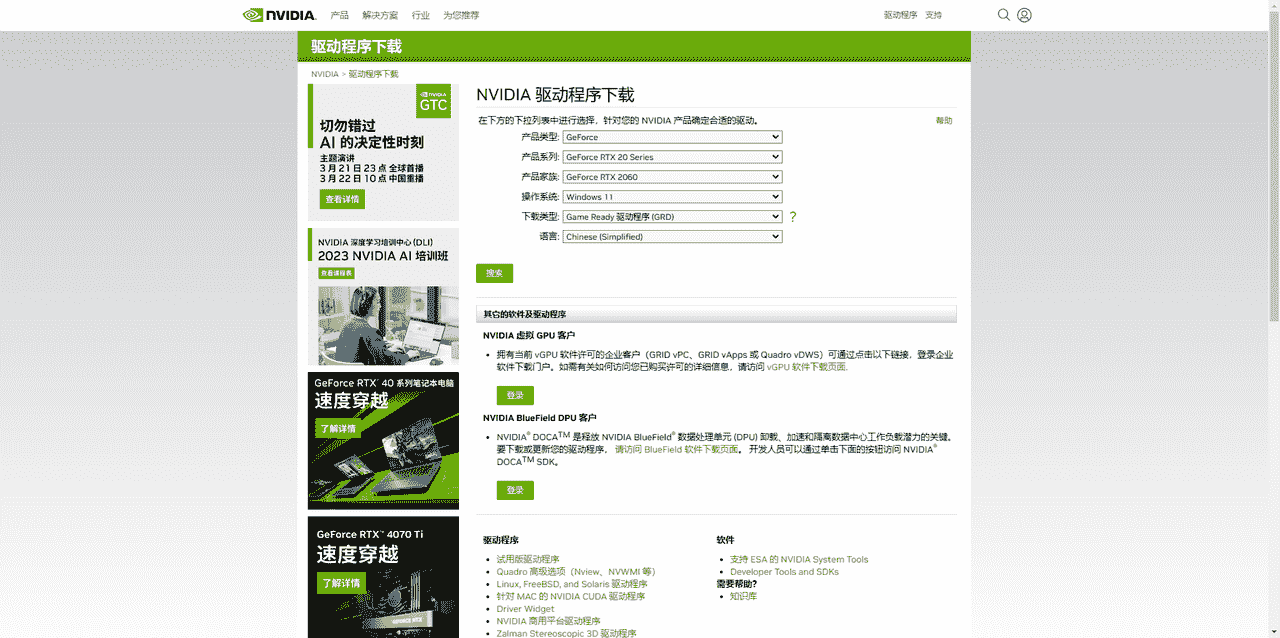 NVIDIA. 产品 解决方案 行业 为您推荐 驱动程序 支持
驱动程序下载
NVIDIA > 驱动程序下载
NVIDIA
GTC
切勿错过
AI 的决定性时刻
主题演讲
3 月 21 日 23 点 全球首播
3 月 22 日 10 点 中国重播
查看详情
NVIDIA 深度学习培训中心 (DLI)
2023 NVIDIA AI 培训班
查看课程表
GeForce RTX™ 40 系列笔记本电脑
速度穿越
了解详情
GeForce RTX™ 4070 Ti
速度穿越
了解详情
NVIDIA 驱动程序下载
在下方的下拉列表中进行选择，针对您的 NVIDIA 产品确定合适的驱动。 帮助
产品类型: GeForce
产品系列: GeForce RTX 20 Series
产品家族: GeForce RTX 2060
操作系统: Windows 11
下载类型: Game Ready 驱动程序 (GRD) ?
语言: Chinese (Simplified)
搜索
其它的软件及驱动程序
NVIDIA 虚拟 GPU 客户
• 拥有当前 vGPU 软件许可的企业客户（GRID vPC、GRID vApps 或 Quadro vDWS）可通过点击以下链接，登录企业
软件下载门户。如需有关如何访问您已购买许可的详细信息，请访问 vGPU 软件下载页面.
登录
NVIDIA BlueField DPU 客户
• NVIDIA® DOCA™ 是释放 NVIDIA BlueField® 数据处理单元 (DPU) 卸载、加速和隔离数据中心工作负载潜力的关键。
要下载或更新您的驱动程序， 请访问 BlueField 软件下载页面。 开发人员可以通过单击下面的按钮访问 NVIDIA®
DOCA™ SDK。
登录
驱动程序
• 试用版驱动程序
• Quadro 高级选项（Nview、NVWMI 等）
• Linux, FreeBSD, and Solaris 驱动程序
• 针对 MAC 的 NVIDIA CUDA 驱动程序
• Driver Widget
• NVIDIA 商用平台驱动程序
• Zalman Stereoscopic 3D 驱动程序
软件
• 支持 ESA 的 NVIDIA System Tools
• Developer Tools and SDKs
需要帮助?
• 知识库